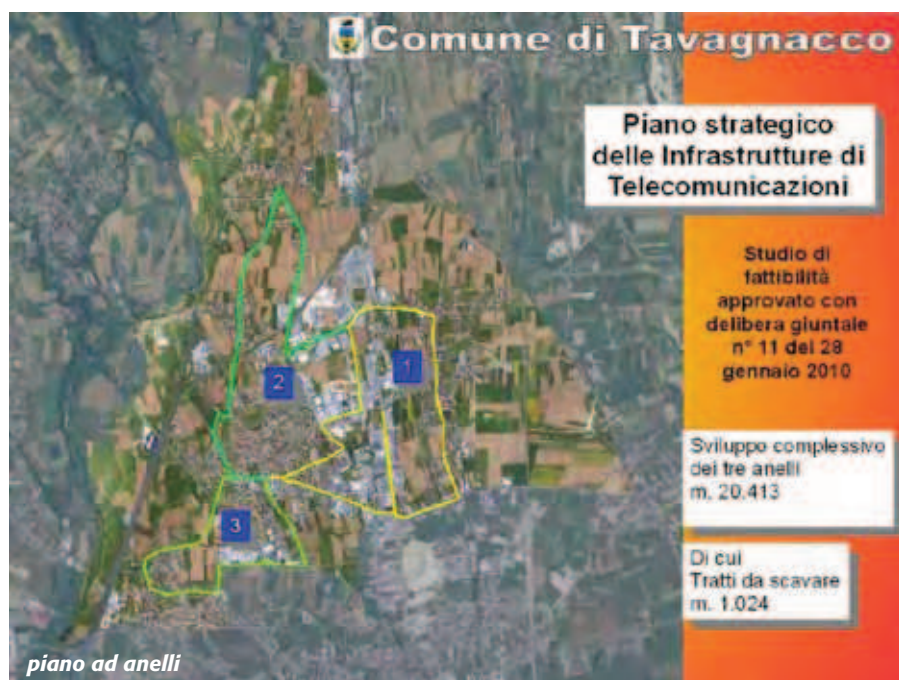 Comune di Tavagnacco
Piano strategico
delle Infrastrutture di
Telecomunicazioni
Studio di
fattibilità
approvato con
delibera giuntale
n° 11 del 28
gennaio 2010
1
2
3
Sviluppo complessivo
dei tre anelli
m. 20.413
Di cui
Tratti da scavare
m. 1.024
piano ad anelli